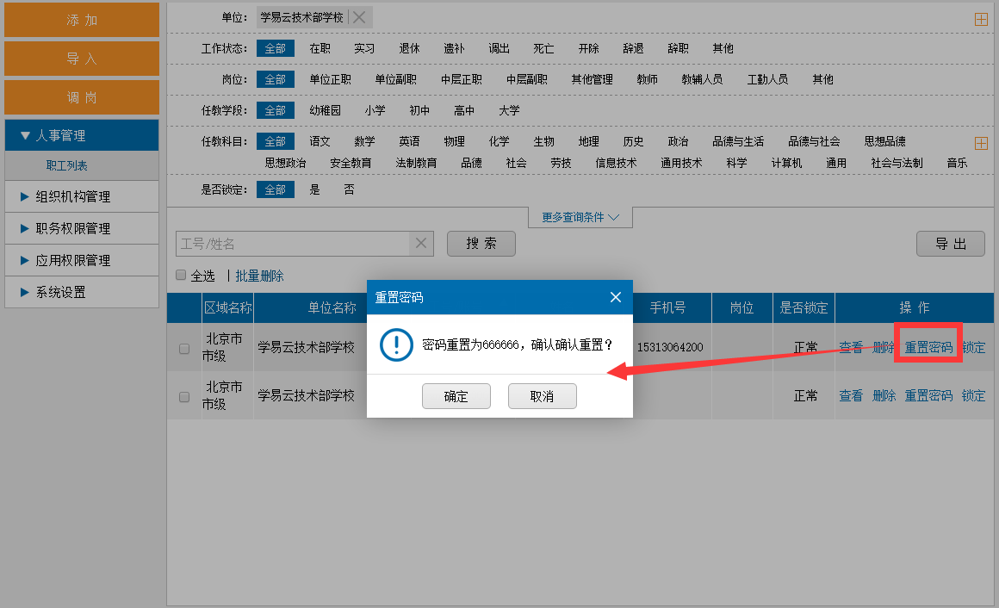 添 加
导 入
调 岗
人事管理
职工列表
组织机构管理
职务权限管理
应用权限管理
系统设置
单位： 学易云技术部学校
工作状态： 全部 在职 实习 退休 遗补 调出 死亡 开除 辞退 辞职 其他
岗位： 全部 单位正职 单位副职 中层正职 中层副职 其他管理 教师 教辅人员 工勤人员 其他
任教学段： 全部 幼稚园 小学 初中 高中 大学
任教科目： 全部 语文 数学 英语 物理 化学 生物 地理 历史 政治 品德与生活 品德与社会 思想品德
思想政治 安全教育 法制教育 品德 社会 劳技 信息技术 通用技术 科学 计算机 通用 社会与法制 音乐
是否锁定： 全部 是 否
更多查询条件
工号/姓名 搜 索 导 出
全选 | 批量删除
区域名称 单位名称 手机号 岗位 是否锁定 操 作
北京市
市级 学易云技术部学校 15313064200 正常 查看 删除 重置密码 锁定
北京市
市级 学易云技术部学校 正常 查看 删除 重置密码 锁定
重置密码
密码重置为666666，确认确认重置？
确定 取消